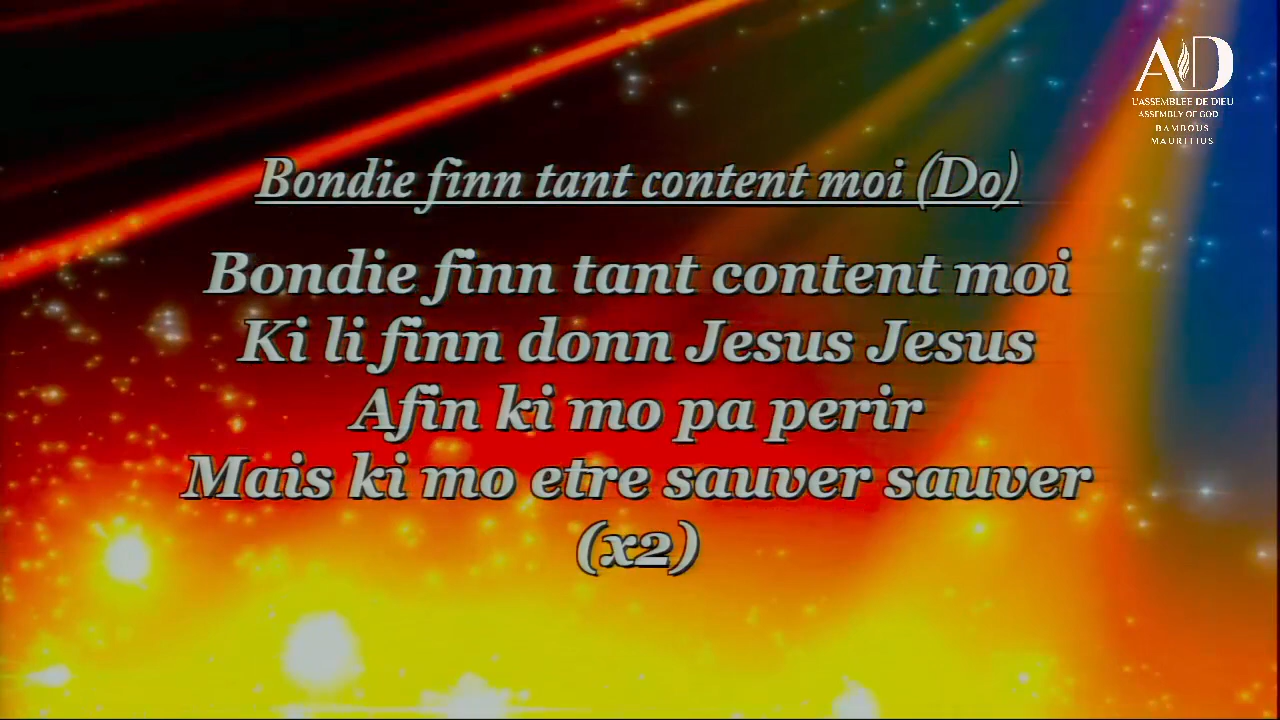 AD
L'ASSEMBLEE DE DIEU
ASSEMBLY OF GOD
BAMBOUS
MAURITIUS
Bondie finn tant content moi (Do)
Bondie finn tant content moi
Ki li finn donn Jesus Jesus
Afin ki mo pa perir
Mais ki mo etre sauver sauver
(x2)